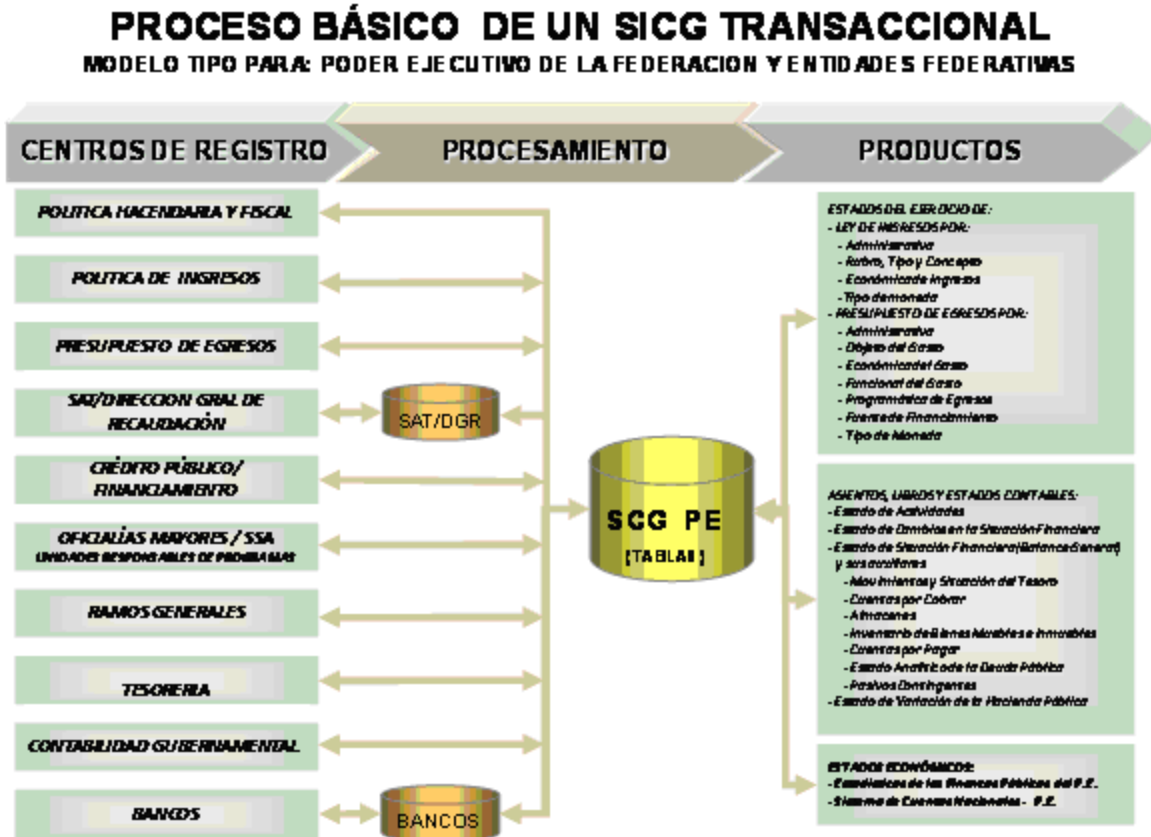 PROCESO BÁSICO DE UN SICG TRANSACCIONAL
MODELO TIPO PARA: PODER EJECUTIVO DE LA FEDERACION Y ENTIDADES FEDERATIVAS
CENTROS DE REGISTRO
PROCESAMIENTO
PRODUCTOS
POLITICA HACENDARIA Y FISCAL
POLITICA DE INGRESOS
PRESUPUESTO DE EGRESOS
SAT/DIRECCION GRAL DE
RECAUDACIÓN
CRÉDITO PÚBLICO/
FINANCIAMIENTO
OFICIALÍAS MAYORES / SSA
UNIDADES RESPONSABLES DE PROGRAMAS
RAMOS GENERALES
TESORERIA
CONTABILIDAD GUBERNAMENTAL
BANCOS
SAT/DGR
BANCOS
SCG PE
(TABLAS)
ESTADOS DEL EJERCICIO DE:
- LEY DE INGRESOS POR:
- Administrativa
- Rubro, Tipo y Concepto
- Económica de Ingresos
- Tipo de moneda
- PRESUPUESTO DE EGRESOS POR:
- Administrativa
- Objeto del Gasto
- Económica del Gasto
- Funcional del Gasto
- Programática de Egresos
- Fuente de Financiamiento
- Tipo de Moneda
ASIENTOS, LIBROS Y ESTADOS CONTABLES:
- Estado de Actividades
- Estado de Cambios en la Situación Financiera
- Estado de Situación Financiera(Balance General)
y sus auxiliares
- Movimientos y Situación del Tesoro
- Cuentas por Cobrar
- Almacenes
- Inventario de Bienes Muebles e Inmuebles
- Cuentas por Pagar
- Estado Analítico de la Deuda Pública
- Pasivos Contingentes
- Estado de Variación de la Hacienda Pública
ESTADOS ECONÓMICOS:
- Estadísticas de las Finanzas Públicas del P.E.
- Sistema de Cuentas Nacionales - P.E.